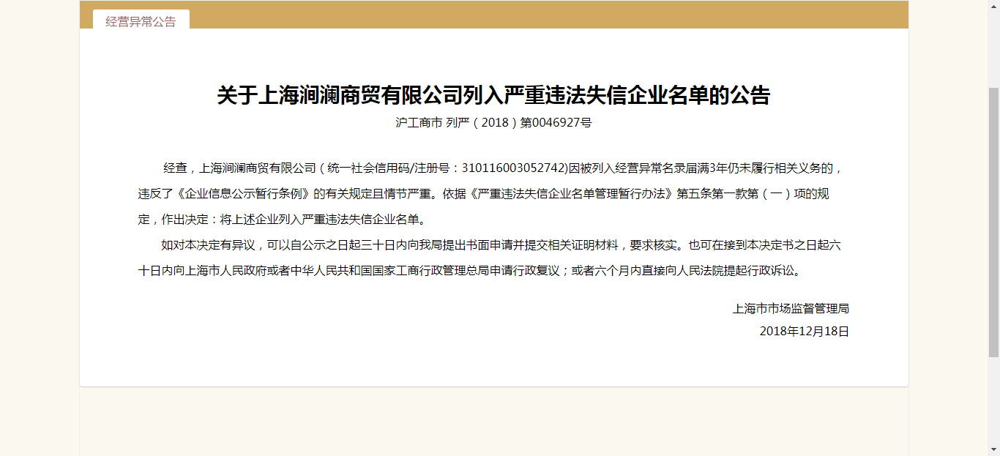 经营异常公告
关于上海涧澜商贸有限公司列入严重违法失信企业名单的公告
沪工商市 列严（2018）第0046927号
经查，上海涧澜商贸有限公司（统一社会信用码/注册号：310116003052742)因被列入经营异常名录届满3年仍未履行相关义务的，
违反了《企业信息公示暂行条例》的有关规定且情节严重。依据《严重违法失信企业名单管理暂行办法》第五条第一款第（一）项的规
定，作出决定：将上述企业列入严重违法失信企业名单。
如对本决定有异议，可以自公示之日起三十日内向我局提出书面申请并提交相关证明材料，要求核实。也可在接到本决定书之日起六
十日内向上海市人民政府或者中华人民共和国国家工商行政管理总局申请行政复议；或者六个月内直接向人民法院提起行政诉讼。
上海市市场监督管理局
2018年12月18日